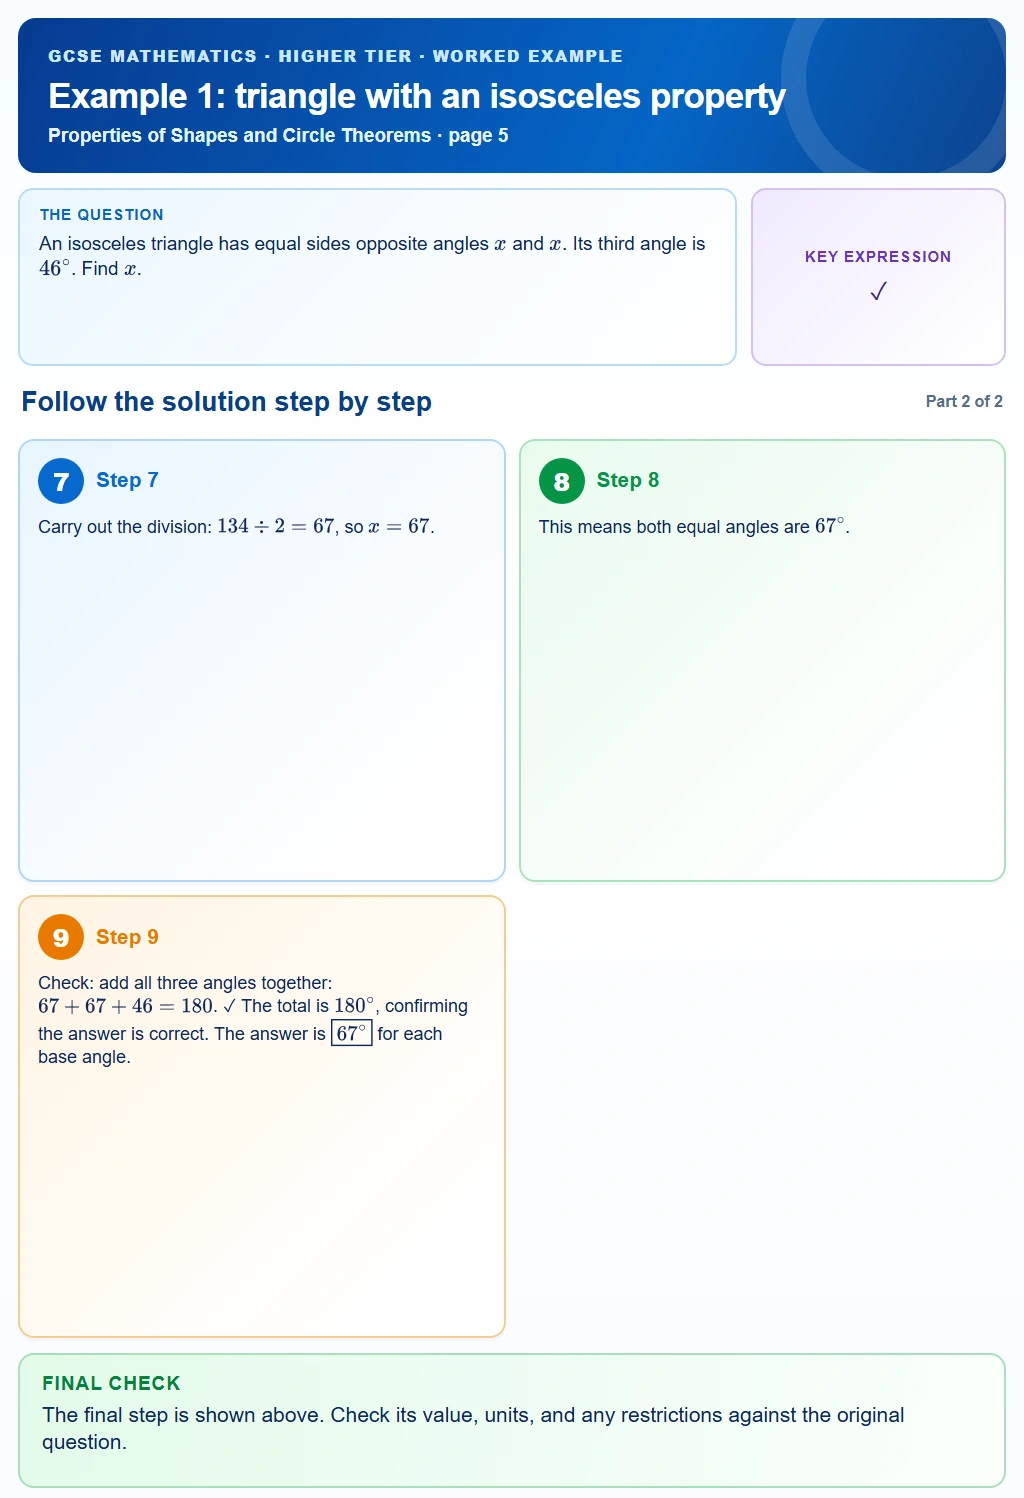 GCSE MATHEMATICS · HIGHER TIER · WORKED EXAMPLE
Example 1: triangle with an isosceles property
Properties of Shapes and Circle Theorems · page 5
THE QUESTION
An isosceles triangle has equal sides opposite angles x and x. Its third angle is
46°. Find x.
KEY EXPRESSION
✓
Follow the solution step by step
Part 2 of 2
7 Step 7
Carry out the division: 134 ÷ 2 = 67, so x = 67.
8 Step 8
This means both equal angles are 67°.
9 Step 9
Check: add all three angles together:
67 + 67 + 46 = 180. ✓ The total is 180°, confirming
the answer is correct. The answer is 67° for each
base angle.
FINAL CHECK
The final step is shown above. Check its value, units, and any restrictions against the original
question.